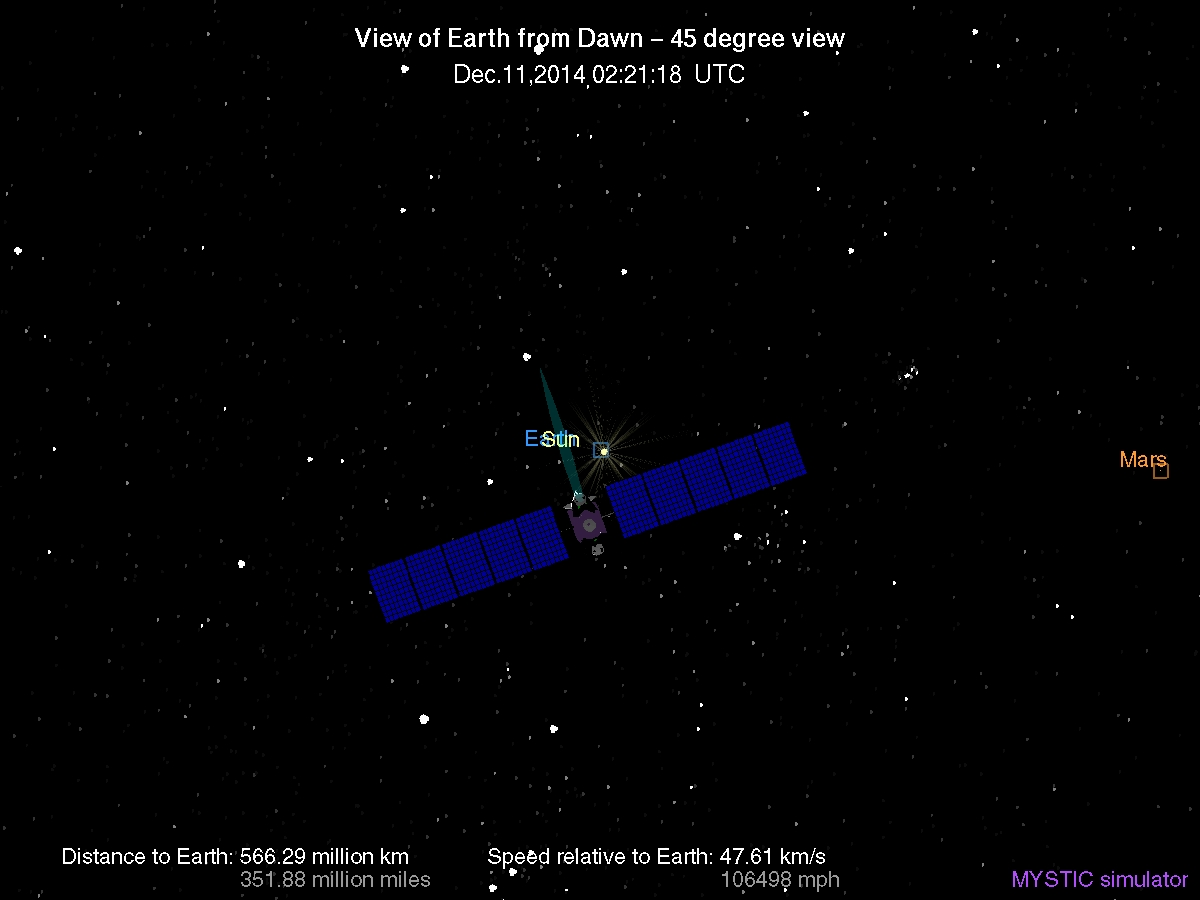 View of Earth from Dawn – 45 degree view
Dec.11,2014 02:21:18 UTC
Earth
Sun
Mars
Distance to Earth: 566.29 million km
351.88 million miles
Speed relative to Earth: 47.61 km/s
106498 mph
MYSTIC simulator